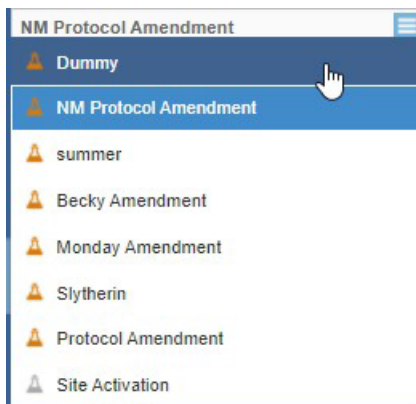 NM Protocol Amendment
Dummy
NM Protocol Amendment
summer
Becky Amendment
Monday Amendment
Slytherin
Protocol Amendment
Site Activation